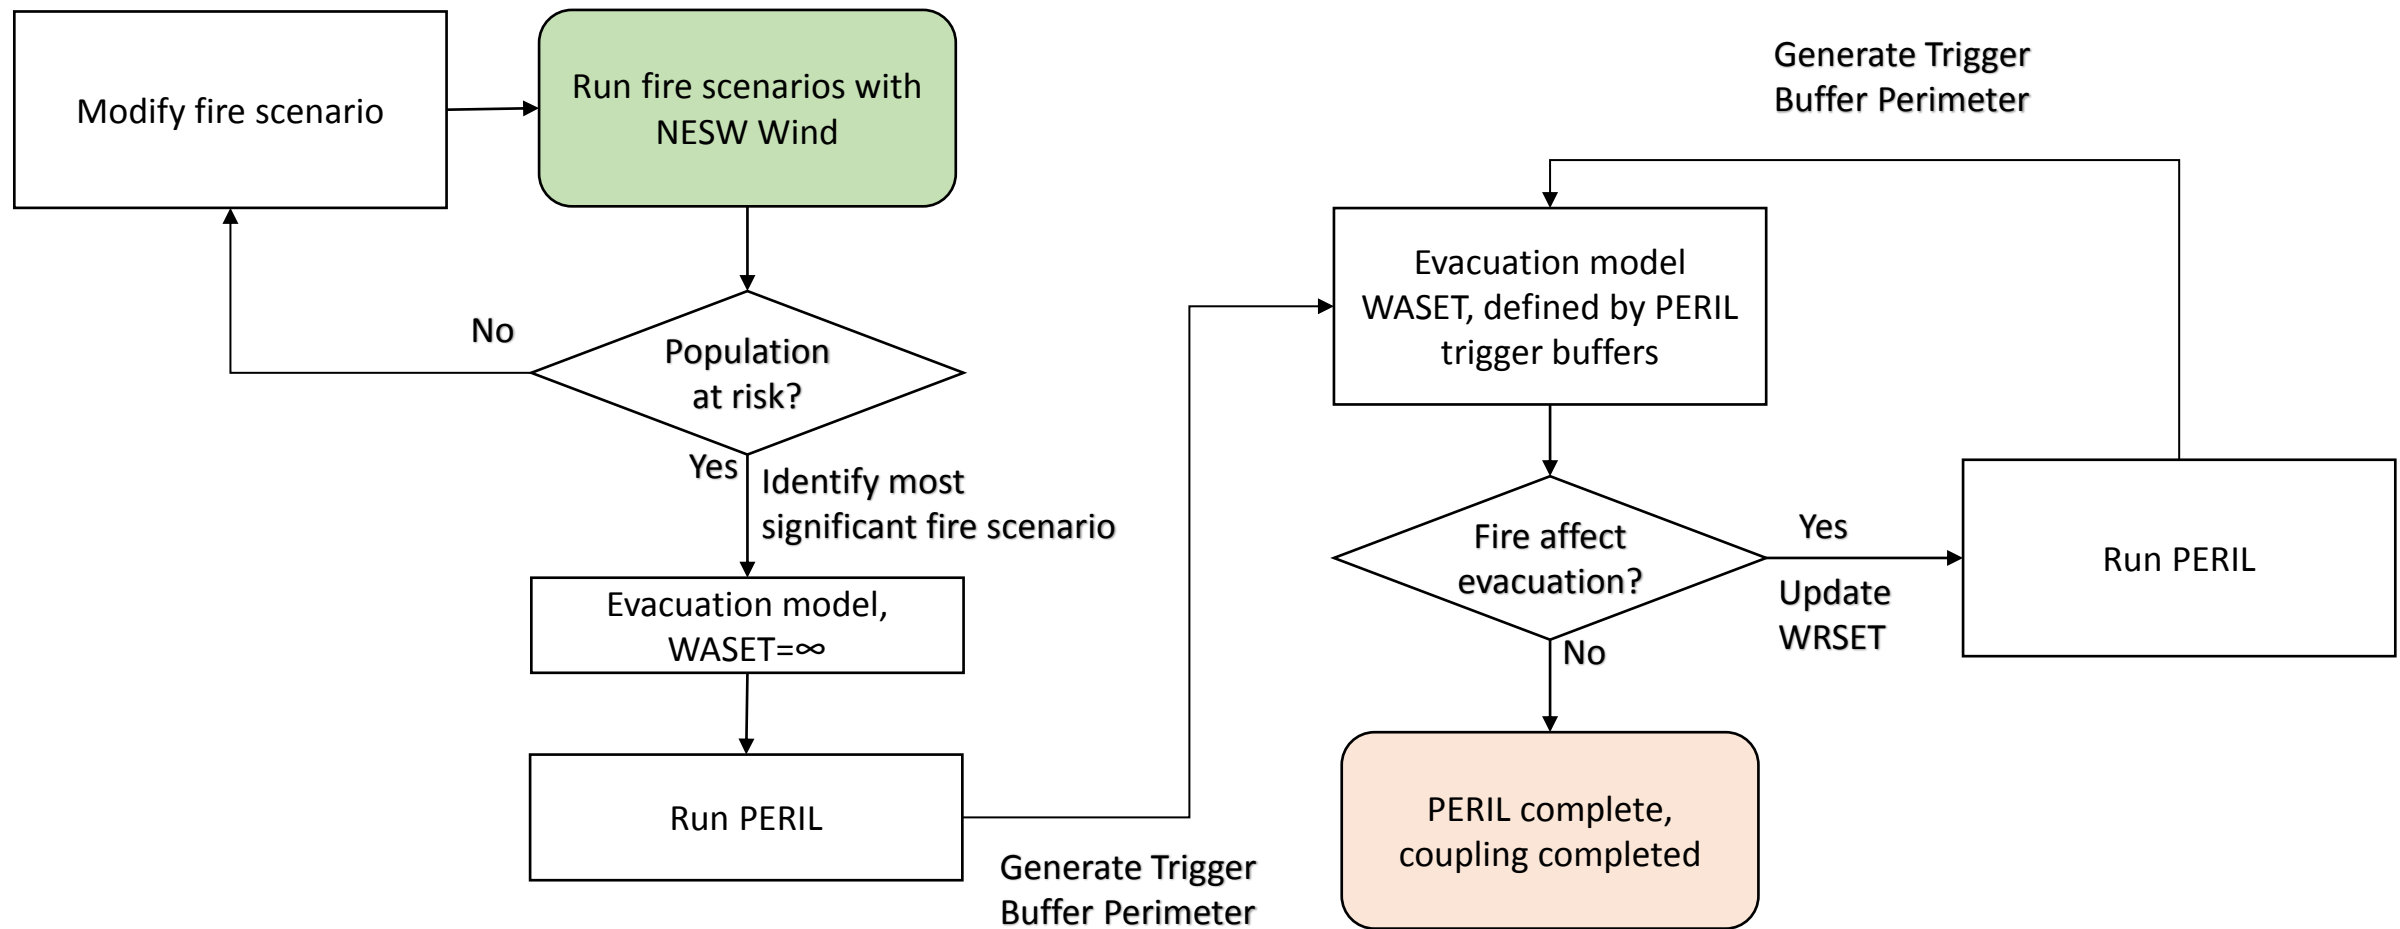 Modify fire scenario
Run fire scenarios with
NESW Wind
No
Population
at risk?
Yes
Identify most
significant fire scenario
Evacuation model,
WASET=∞
Run PERIL
Generate Trigger
Buffer Perimeter
Generate Trigger
Buffer Perimeter
Evacuation model
WASET, defined by PERIL
trigger buffers
Fire affect
evacuation?
Yes
Update
WRSET
Run PERIL
No
PERIL complete,
coupling completed